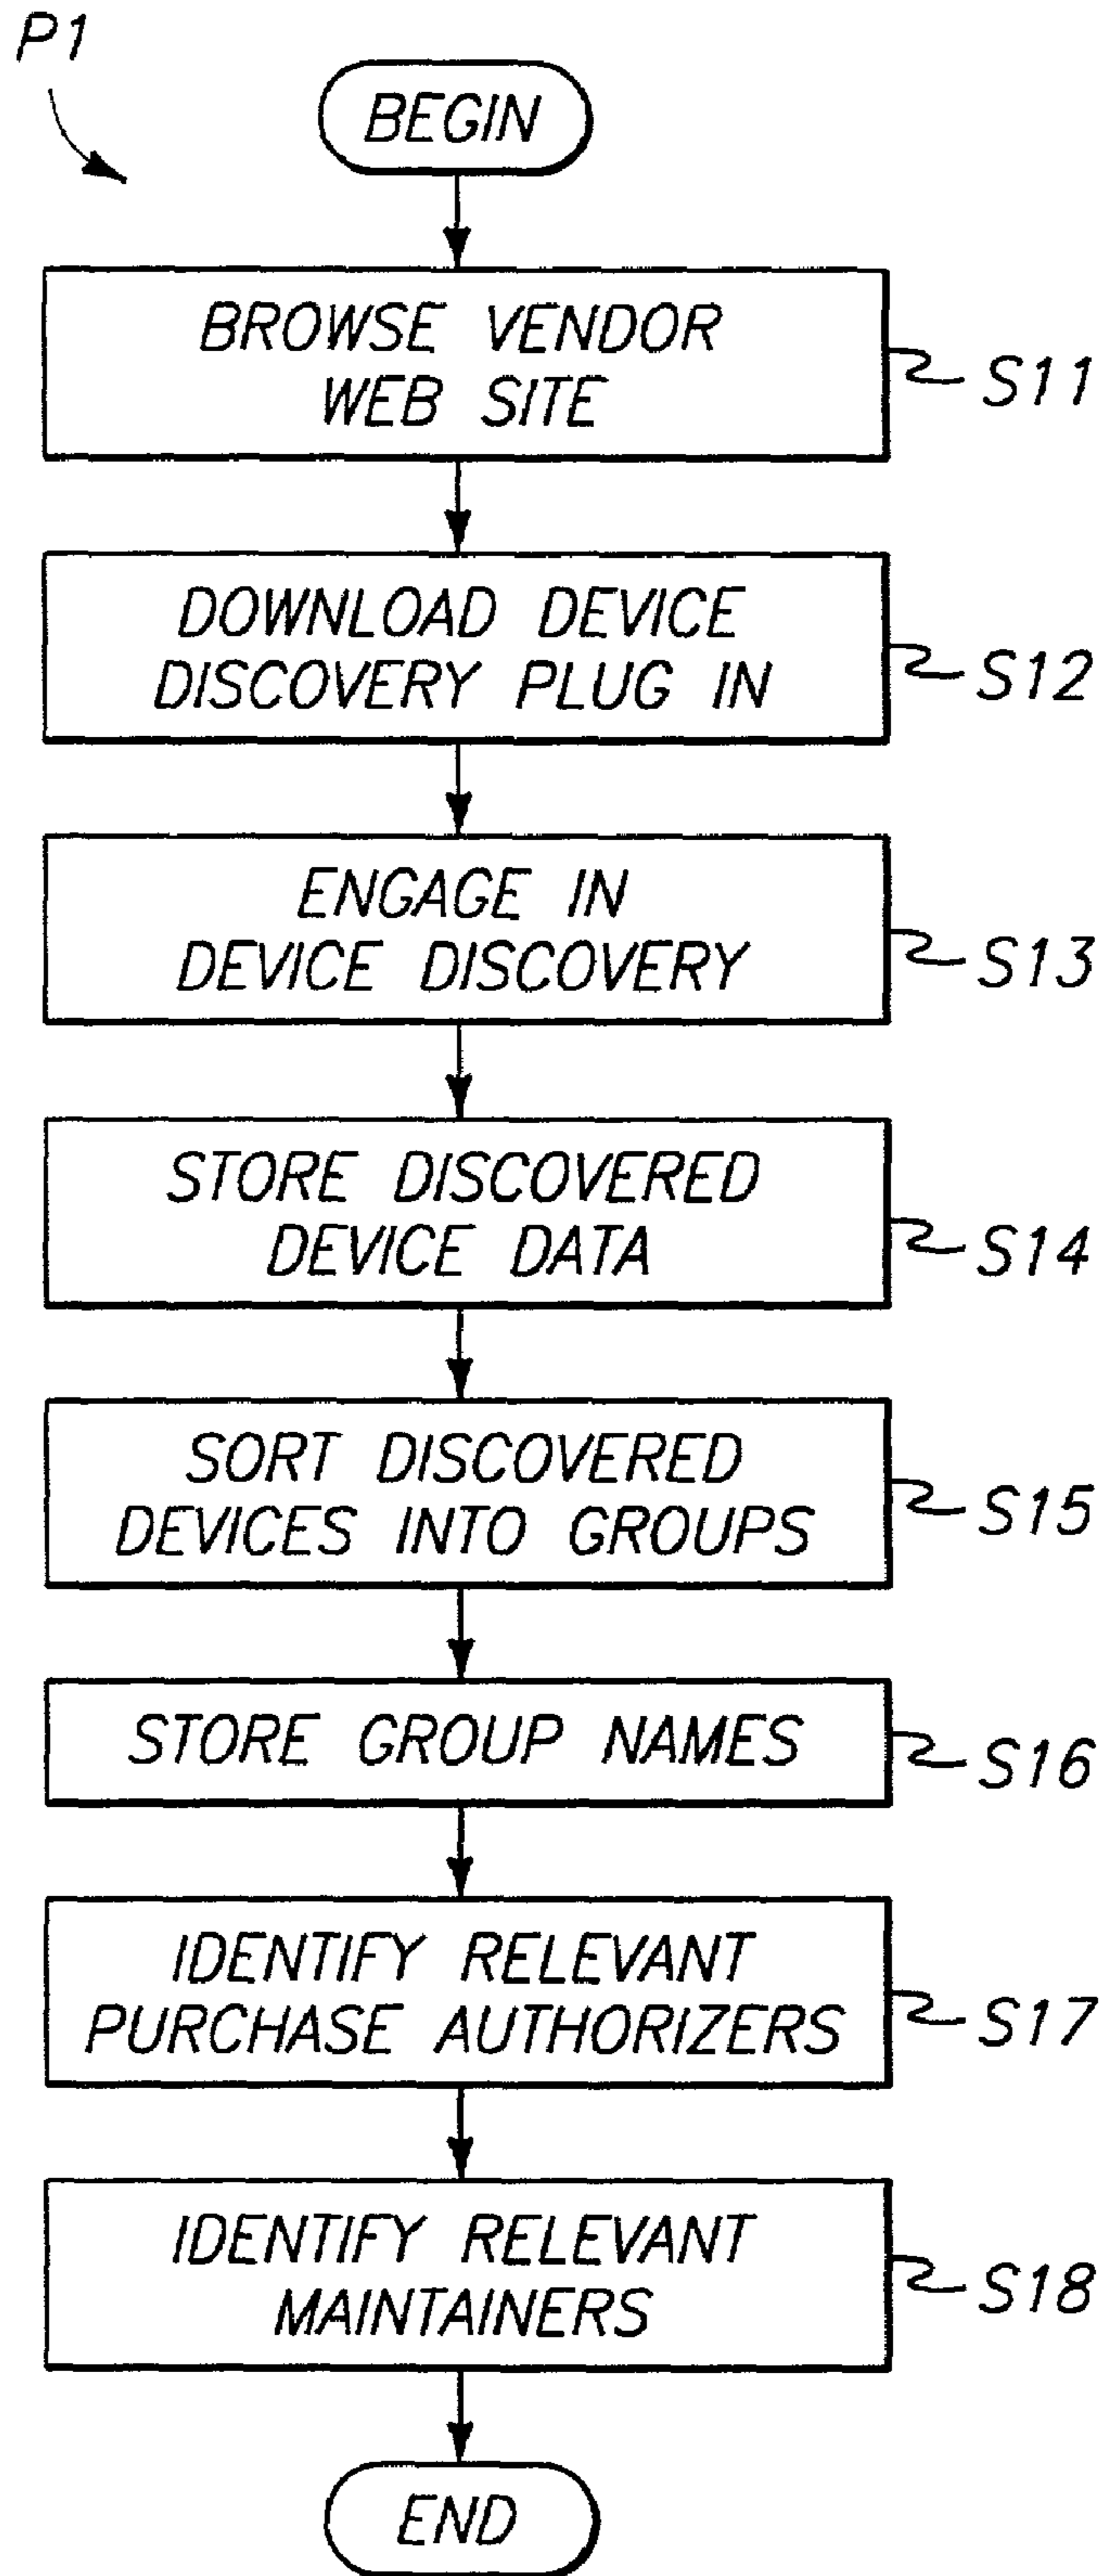 P1
BEGIN
BROWSE VENDOR
WEB SITE
S11
DOWNLOAD DEVICE
DISCOVERY PLUG IN
S12
ENGAGE IN
DEVICE DISCOVERY
S13
STORE DISCOVERED
DEVICE DATA
S14
SORT DISCOVERED
DEVICES INTO GROUPS
S15
STORE GROUP NAMES
S16
IDENTIFY RELEVANT
PURCHASE AUTHORIZERS
S17
IDENTIFY RELEVANT
MAINTAINERS
S18
END